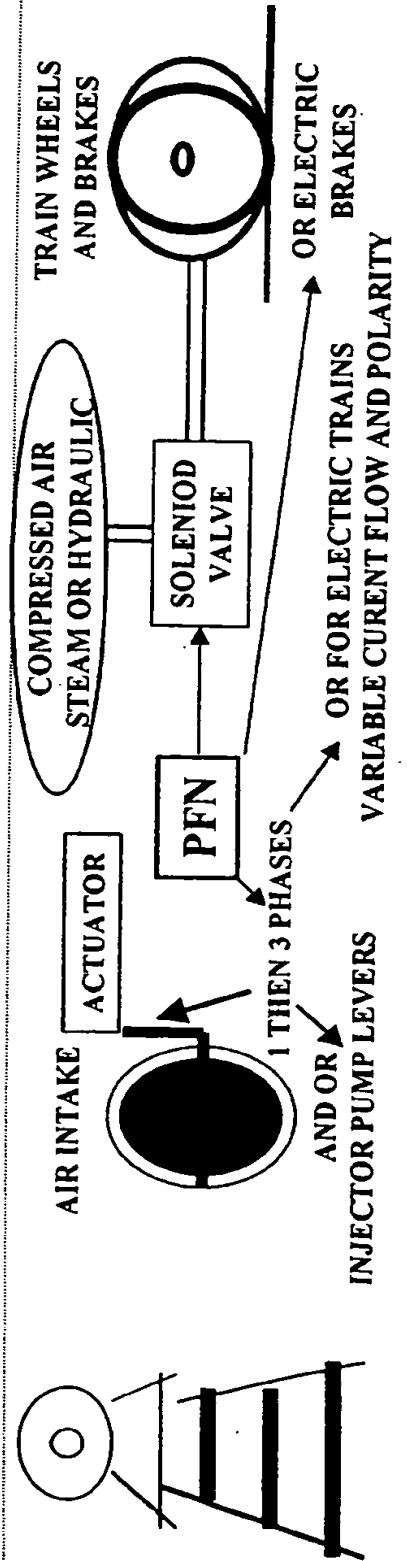 AIR INTAKE
ACTUATOR
COMPRESSED AIR
STEAM OR HYDRAULIC
TRAIN WHEELS
AND BRAKES
PFN
SOLENIOD
VALVE
1 THEN 3 PHASES
AND OR
INJECTOR PUMP LEVERS
OR FOR ELECTRIC TRAINS
VARIABLE CURENT FLOW AND POLARITY
OR ELECTRIC
BRAKES